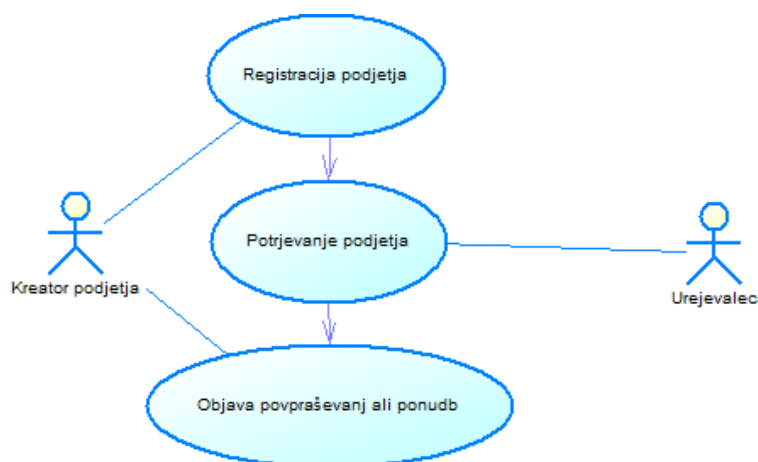 Registracija podjetja
Potrjevanje podjetja
Kreator podjetja
Urejevalec
Objava povpraševanj ali ponudb